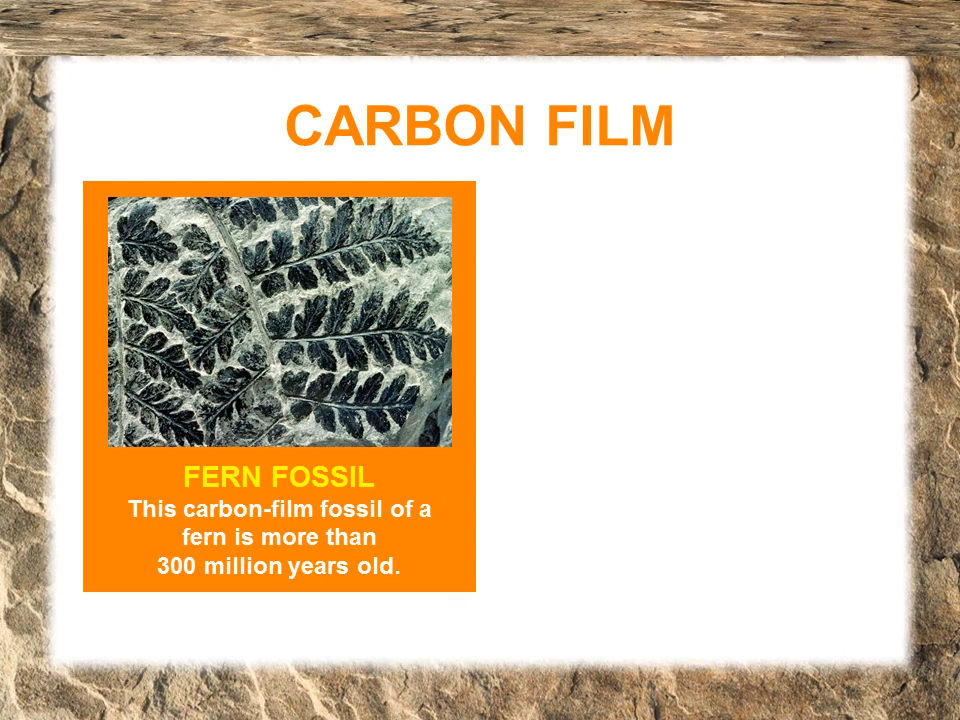 CARBON FILM
FERN FOSSIL
This carbon-film fossil of a
fern is more than
300 million years old.